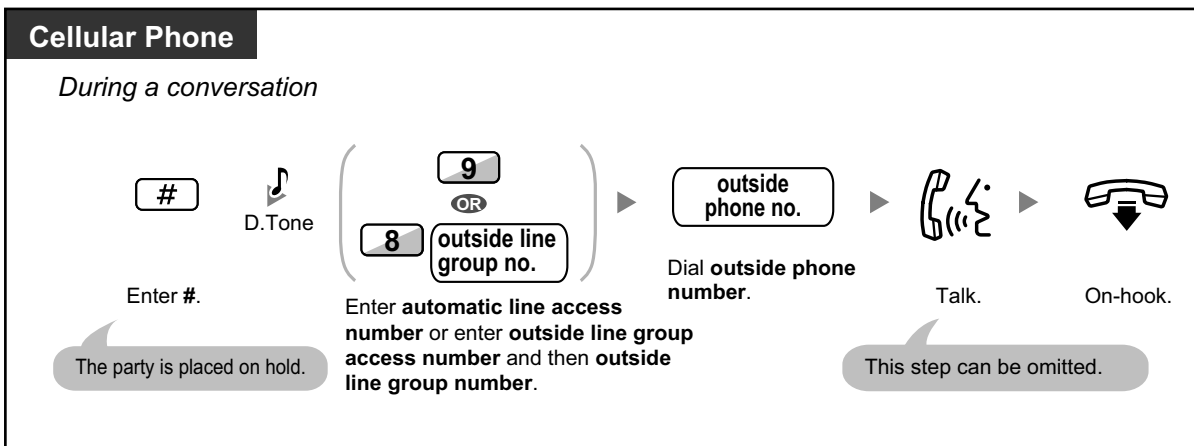 Cellular Phone
During a conversation
#
D.Tone
9
OR
8 outside line
group no.
outside
phone no.
Enter #.
The party is placed on hold.
Enter automatic line access
number or enter outside line group
access number and then outside
line group number.
Dial outside phone
number.
Talk.
This step can be omitted.
On-hook.